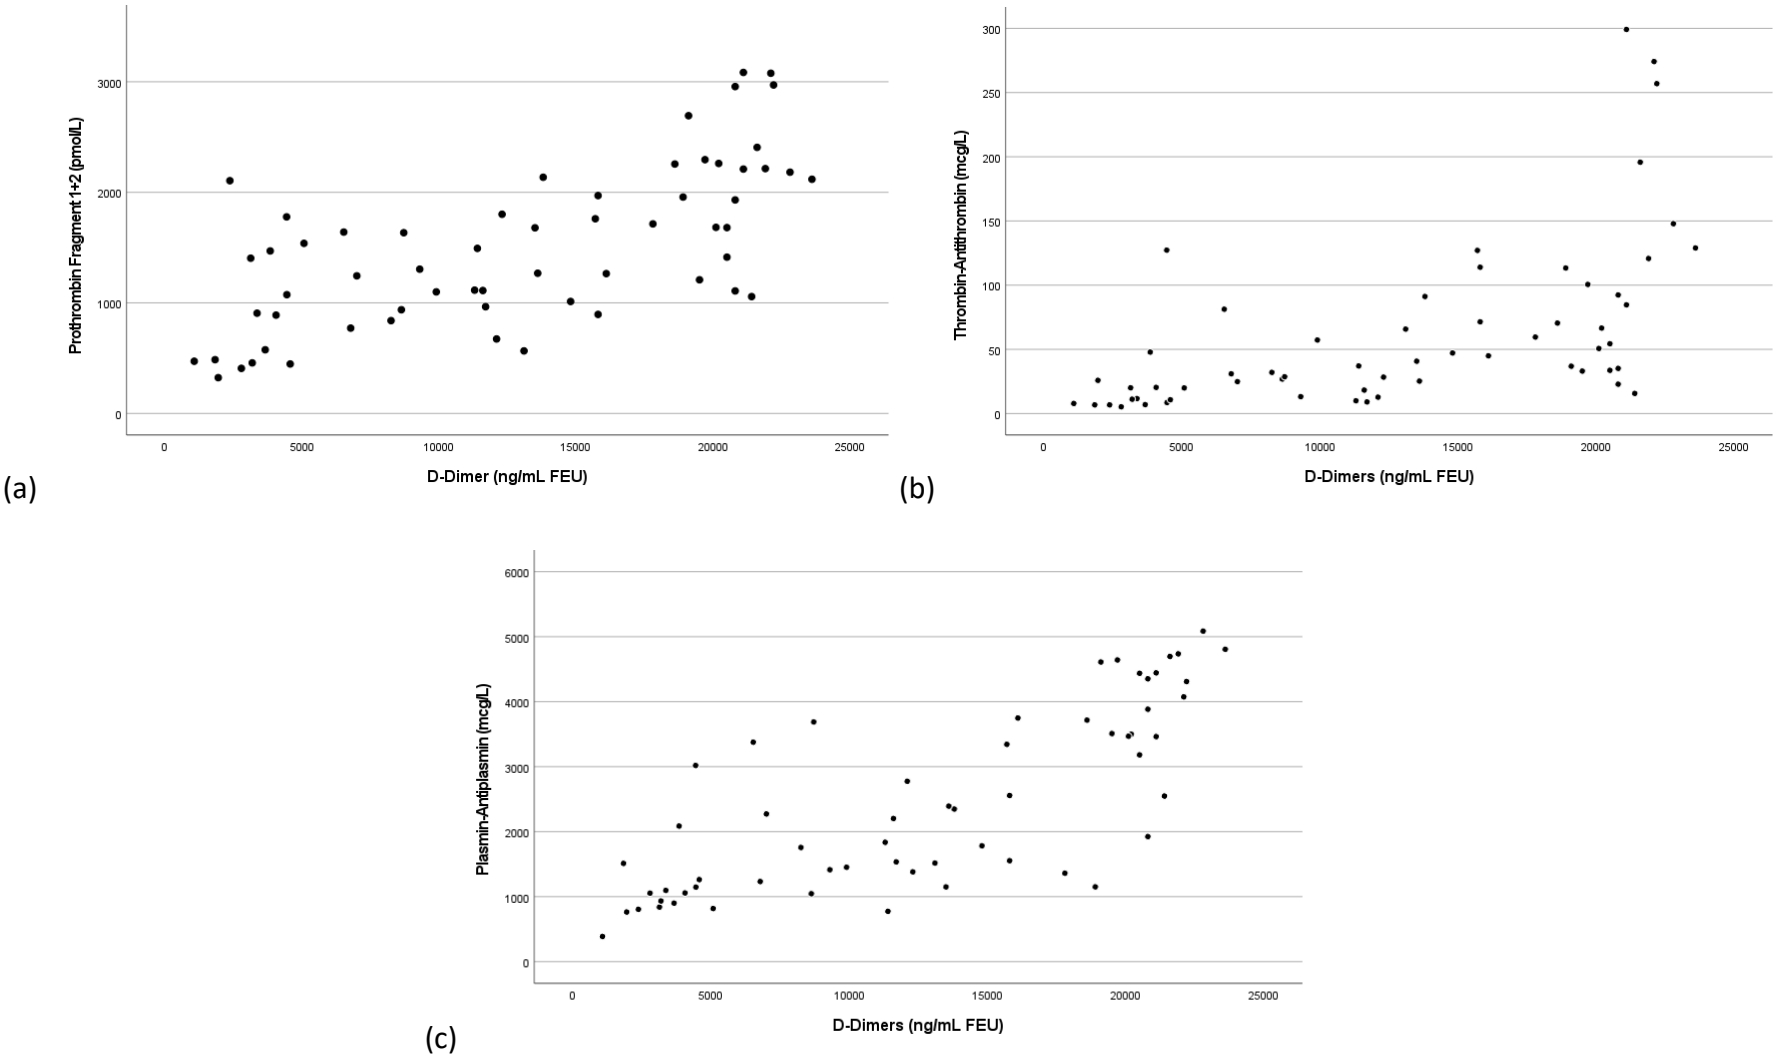 Prothrombin Fragment 1+2 (pmol/L)
3000
2000
1000
0
0 5000 10000 15000 20000 25000
D-Dimer (ng/mL FEU)
(a)
Thrombin-Antithrombin (mcg/L)
300
250
200
150
100
50
0
0 5000 10000 15000 20000 25000
D-Dimers (ng/mL FEU)
(b)
Plasmin-Antiplasmin (mcg/L)
6000
5000
4000
3000
2000
1000
0
0 5000 10000 15000 20000 25000
D-Dimers (ng/mL FEU)
(c)